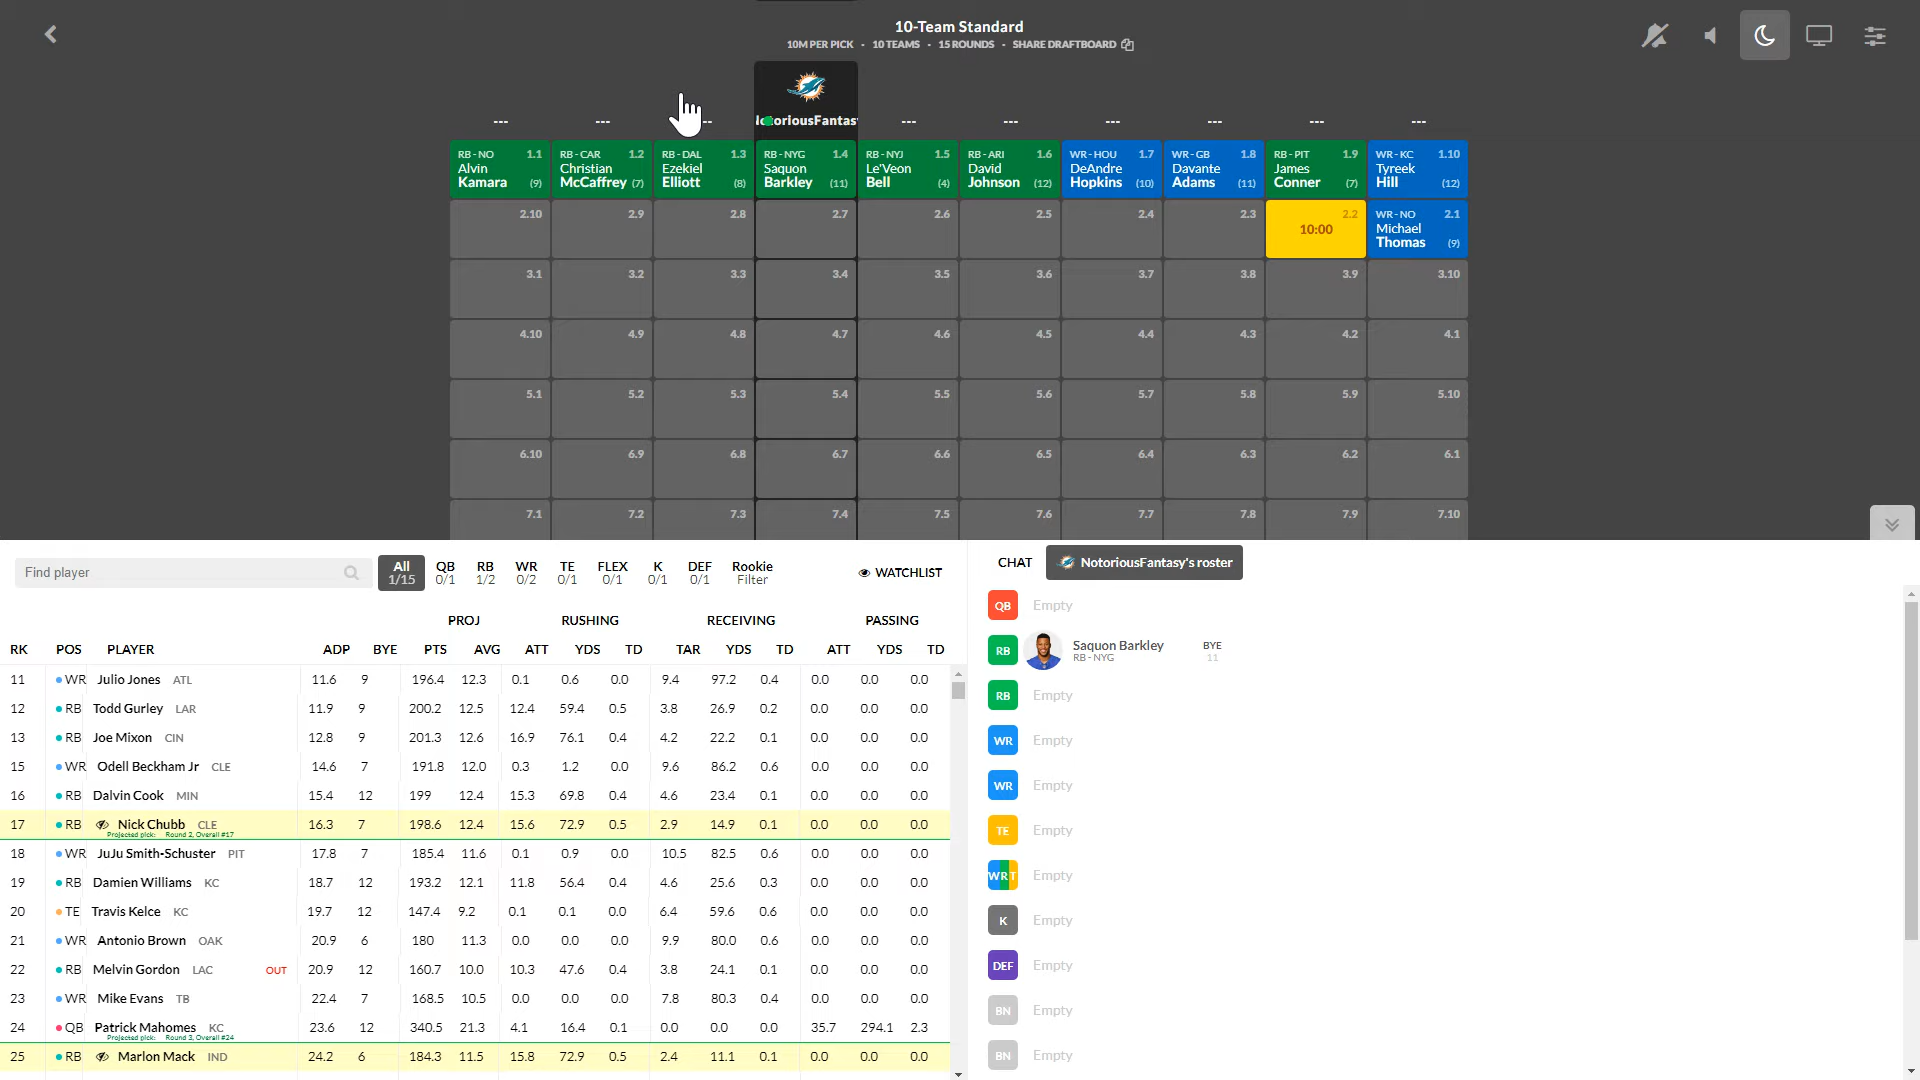 10-Team Standard
10M PER PICK - 10 TEAMS - 15 ROUNDS - SHARE DRAFTBOARD
--- --- --- --- --- --- --- --- ---
RB - NO 1.1 Alvin Kamara (9)
RB - CAR 1.2 Christian McCaffrey (7)
RB - DAL 1.3 Ezekiel Elliott (8)
RB - NYG 1.4 Saquon Barkley (11)
RB - NYJ 1.5 Le'Veon Bell (4)
RB - ARI 1.6 David Johnson (12)
WR - HOU 1.7 DeAndre Hopkins (10)
WR - GB 1.8 Davante Adams (11)
RB - PIT 1.9 James Conner (7)
WR - KC 1.10 Tyreek Hill (12)
2.10 2.9 2.8 2.7 2.6 2.5 2.4 2.3 2.2 10:00
WR - NO 2.1 Michael Thomas (9)
3.1 3.2 3.3 3.4 3.5 3.6 3.7 3.8 3.9 3.10
4.10 4.9 4.8 4.7 4.6 4.5 4.4 4.3 4.2 4.1
5.1 5.2 5.3 5.4 5.5 5.6 5.7 5.8 5.9 5.10
6.10 6.9 6.8 6.7 6.6 6.5 6.4 6.3 6.2 6.1
7.1 7.2 7.3 7.4 7.5 7.6 7.7 7.8 7.9 7.10
Find player
All 1/15 QB 0/1 RB 1/2 WR 0/2 TE 0/1 FLEX 0/1 K 0/1 DEF 0/1 Rookie Filter WATCHLIST
PROJ RUSHING RECEIVING PASSING
RK POS PLAYER ADP BYE PTS AVG ATT YDS TD TAR YDS TD ATT YDS TD
11 WR Julio Jones ATL 11.6 9 196.4 12.3 0.1 0.6 0.0 9.4 97.2 0.4 0.0 0.0 0.0
12 RB Todd Gurley LAR 11.9 9 200.2 12.5 12.4 59.4 0.5 3.8 26.9 0.2 0.0 0.0 0.0
13 RB Joe Mixon CIN 12.8 9 201.3 12.6 16.9 76.1 0.4 4.2 22.2 0.1 0.0 0.0 0.0
15 WR Odell Beckham Jr CLE 14.6 7 191.8 12.0 0.3 1.2 0.0 9.6 86.2 0.6 0.0 0.0 0.0
16 RB Dalvin Cook MIN 15.4 12 199 12.4 15.3 69.8 0.4 4.6 23.4 0.1 0.0 0.0 0.0
17 RB Nick Chubb CLE 16.3 7 198.6 12.4 15.6 72.9 0.5 2.9 14.9 0.1 0.0 0.0 0.0
Projected pick: Round 2, Overall #17
18 WR JuJu Smith-Schuster PIT 17.8 7 185.4 11.6 0.1 0.9 0.0 10.5 82.5 0.6 0.0 0.0 0.0
19 RB Damien Williams KC 18.7 12 193.2 12.1 11.8 56.4 0.4 4.6 25.6 0.3 0.0 0.0 0.0
20 TE Travis Kelce KC 19.7 12 147.4 9.2 0.1 0.1 0.0 6.4 59.6 0.6 0.0 0.0 0.0
21 WR Antonio Brown OAK 20.9 6 180 11.3 0.0 0.0 0.0 9.9 80.0 0.6 0.0 0.0 0.0
22 RB Melvin Gordon LAC OUT 20.9 12 160.7 10.0 10.3 47.6 0.4 3.8 24.1 0.1 0.0 0.0 0.0
23 WR Mike Evans TB 22.4 7 168.5 10.5 0.0 0.0 0.0 7.8 80.3 0.4 0.0 0.0 0.0
24 QB Patrick Mahomes KC 23.6 12 340.5 21.3 4.1 16.4 0.1 0.0 0.0 0.0 35.7 294.1 2.3
Projected pick: Round 3, Overall #24
25 RB Marlon Mack IND 24.2 6 184.3 11.5 15.8 72.9 0.5 2.4 11.1 0.1 0.0 0.0 0.0
CHAT NotoriousFantasy's roster
QB Empty
RB Saquon Barkley BYE
RB - NYG 11
RB Empty
WR Empty
WR Empty
TE Empty
WRT Empty
K Empty
DEF Empty
BN Empty
BN Empty